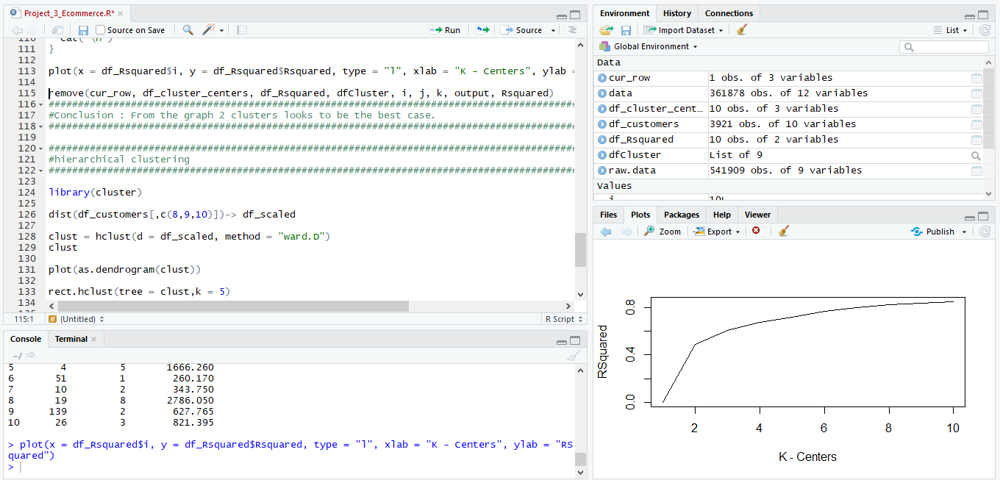 Project_3_Ecommerce.R*
Source on Save
Run
Source
110 cat("\n")
111 }
112
113 plot(x = df_Rsquared$i, y = df_Rsquared$Rsquared, type = "l", xlab = "K - Centers", ylab =
114
115 remove(cur_row, df_cluster_centers, df_Rsquared, dfCluster, i, j, k, output, Rsquared)
116 ################################################################################
117 #Conclusion : From the graph 2 clusters looks to be the best case.
118 ################################################################################
119
120 ################################################################################
121 #hierarchical clustering
122 ################################################################################
123
124 library(cluster)
125
126 dist(df_customers[,c(8,9,10)])-> df_scaled
127
128 clust = hclust(d = df_scaled, method = "ward.D")
129 clust
130
131 plot(as.dendrogram(clust))
132
133 rect.hclust(tree = clust,k = 5)
134
115:1 # (Untitled) R Script
Console Terminal
~/
5 4 5 1666.260
6 51 1 260.170
7 10 2 343.750
8 19 8 2786.050
9 139 2 627.765
10 26 3 821.395
> plot(x = df_Rsquared$i, y = df_Rsquared$Rsquared, type = "l", xlab = "K - Centers", ylab = "RS
quared")
>
Environment History Connections
Import Dataset List
Global Environment
Data
cur_row 1 obs. of 3 variables
data 361878 obs. of 12 variables
df_cluster_cent… 10 obs. of 3 variables
df_customers 3921 obs. of 10 variables
df_Rsquared 10 obs. of 2 variables
dfCluster List of 9
raw.data 541909 obs. of 9 variables
Values
i 10L
Files Plots Packages Help Viewer
Zoom Export Publish
RSquared
0.8
0.4
0.0
2 4 6 8 10
K - Centers